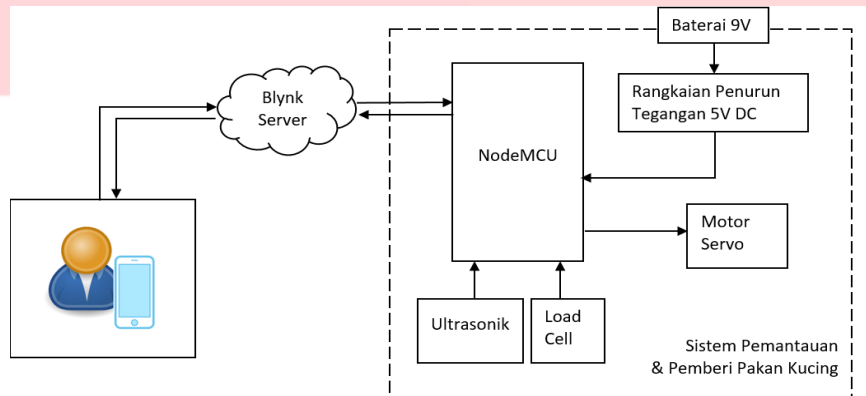 Baterai 9V
Blynk
Server
Rangkaian Penurun
Tegangan 5V DC
NodeMCU
Motor
Servo
Ultrasonik
Load
Cell
Sistem Pemantauan
& Pemberi Pakan Kucing